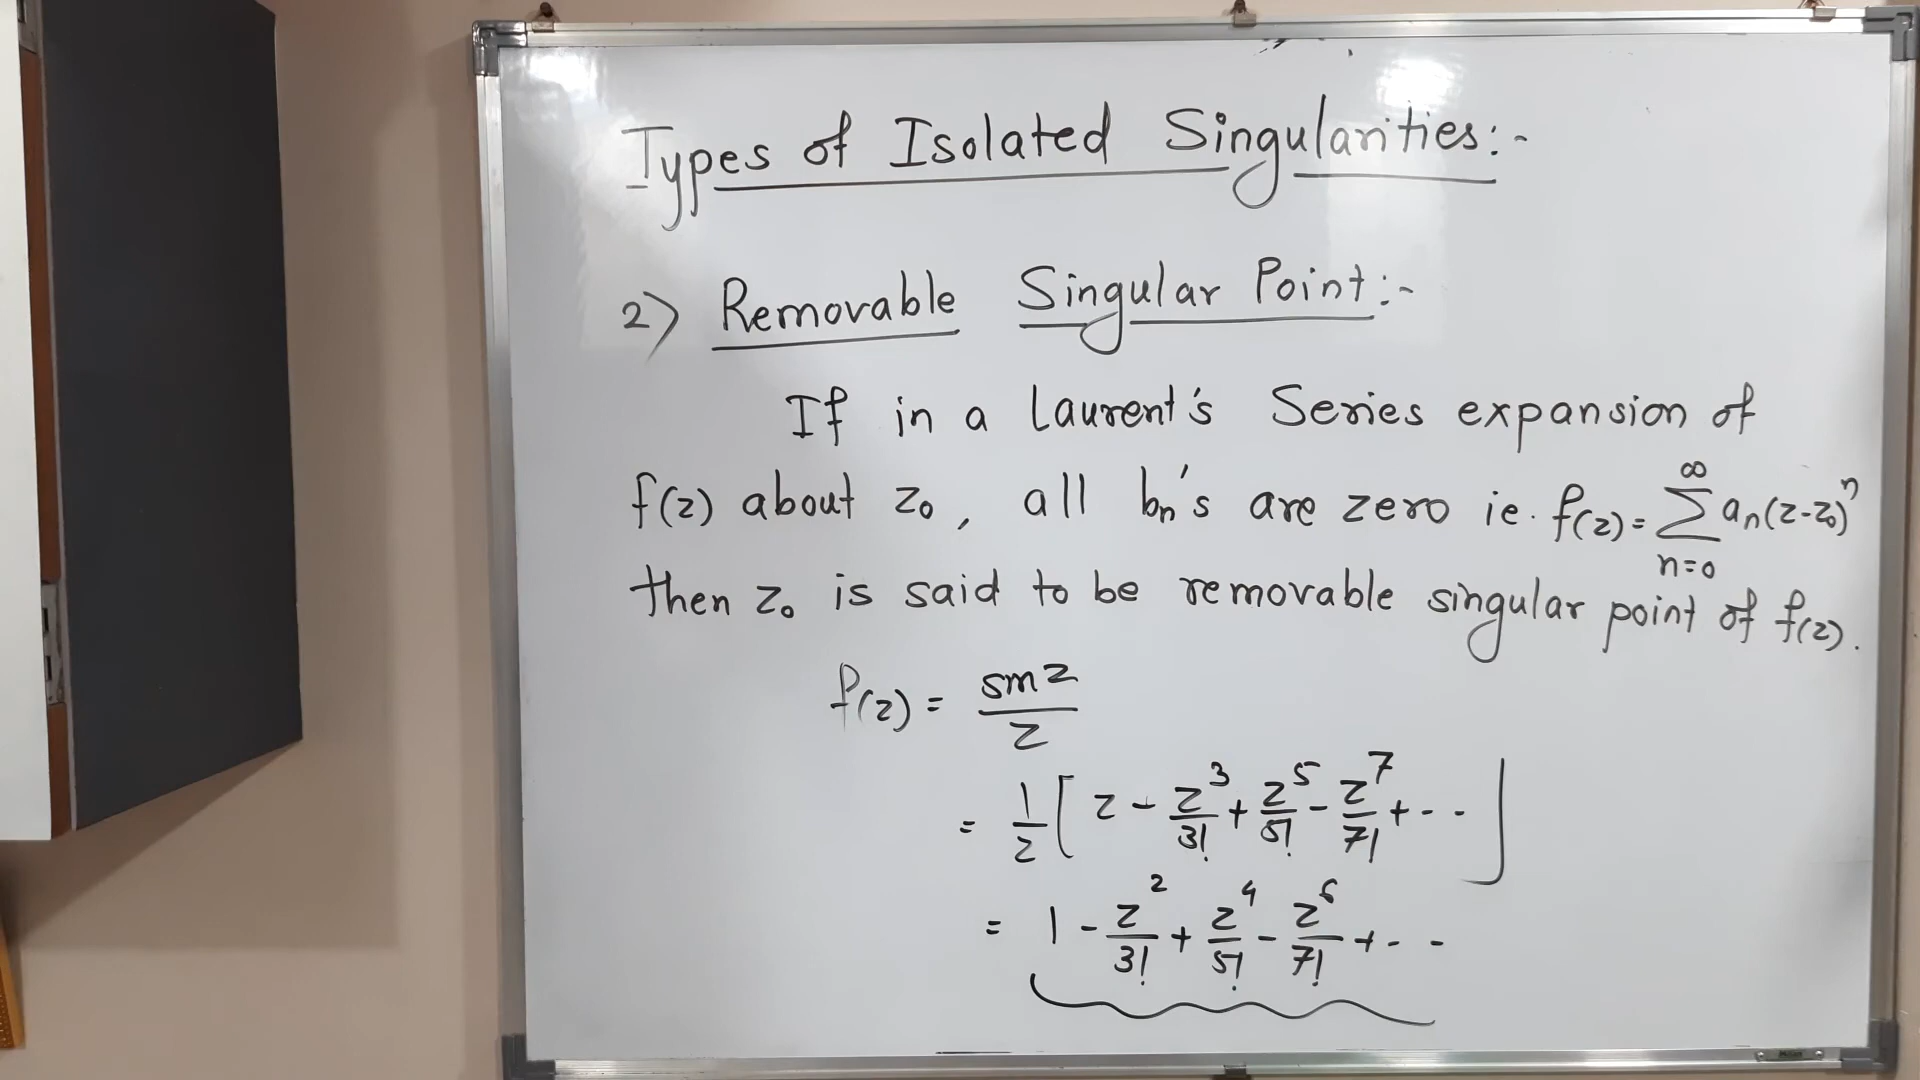 Types of Isolated Singularities:-
2) Removable Singular Point:-
If in a Laurent's Series expansion of
f(z) about z₀, all bₙ's are zero ie. f(z) = ∑_{n=0}^{∞} aₙ(z-z₀)ⁿ
then z₀ is said to be removable singular point of f(z).
f(z) = sin z / z
= 1/z [ z - z³/3! + z⁵/5! - z⁷/7! + -- ]
= 1 - z²/3! + z⁴/5! - z⁶/7! + - -